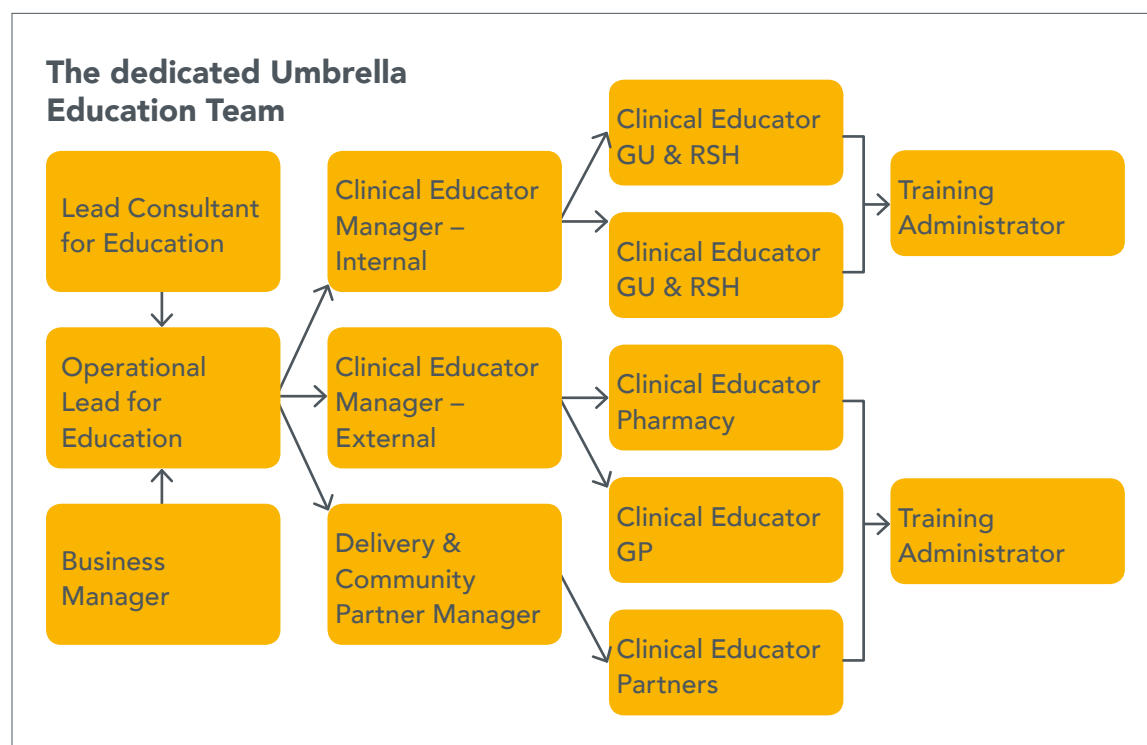 The dedicated Umbrella
Education Team
Lead Consultant
for Education
Operational
Lead for
Education
Business
Manager
Clinical Educator
Manager –
Internal
Clinical Educator
Manager –
External
Delivery &
Community
Partner Manager
Clinical Educator
GU & RSH
Clinical Educator
GU & RSH
Clinical Educator
Pharmacy
Clinical Educator
GP
Clinical Educator
Partners
Training
Administrator
Training
Administrator